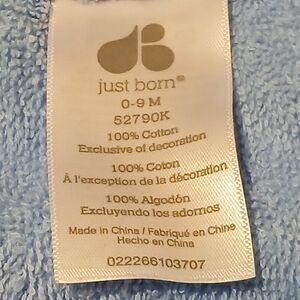 just born®
0-9 M
52790K
100% Cotton
Exclusive of decoration
100% Coton
À l'exception de la décoration
100% Algodón
Excluyendo los adornos
Made in China / Fabriqué en Chine
Hecho en China
022266103707